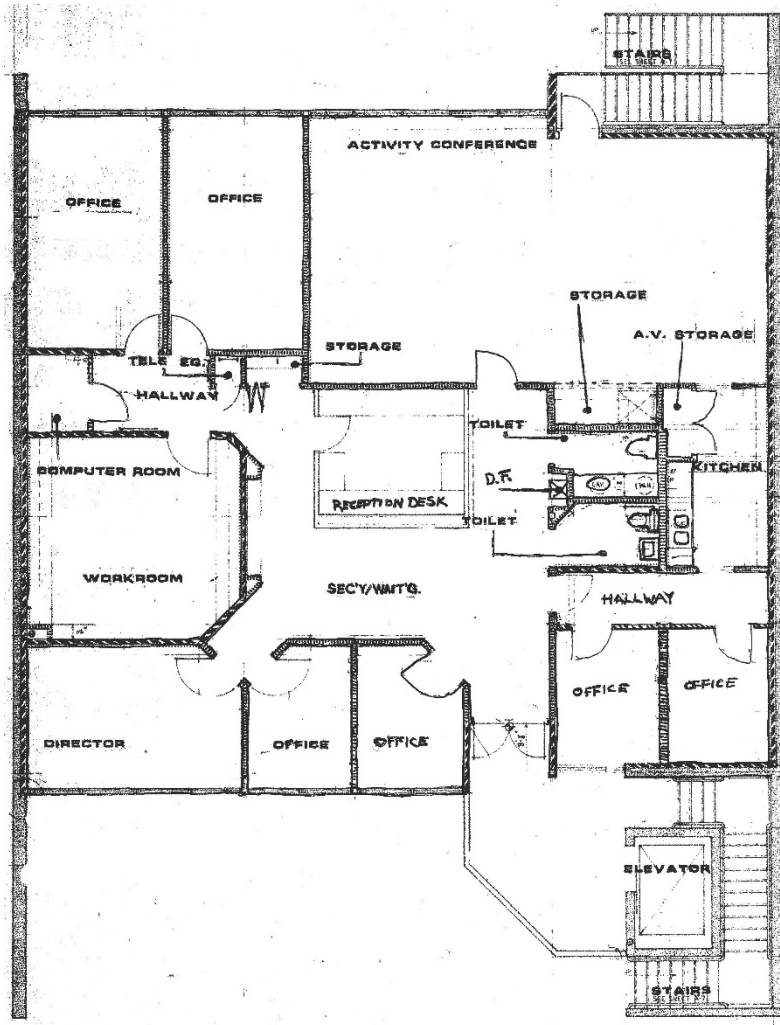 STAIRS
ACTIVITY CONFERENCE
OFFICE
OFFICE
STORAGE
A.V. STORAGE
STORAGE
TELE EQ.
HALLWAY
TOILET
COMPUTER ROOM
D.F.
KITCHEN
RECEPTION DESK
LAV.
TOILET
WORKROOM
SEC'Y/WAIT'G.
HALLWAY
OFFICE
OFFICE
DIRECTOR
OFFICE
OFFICE
ELEVATOR
STAIRS